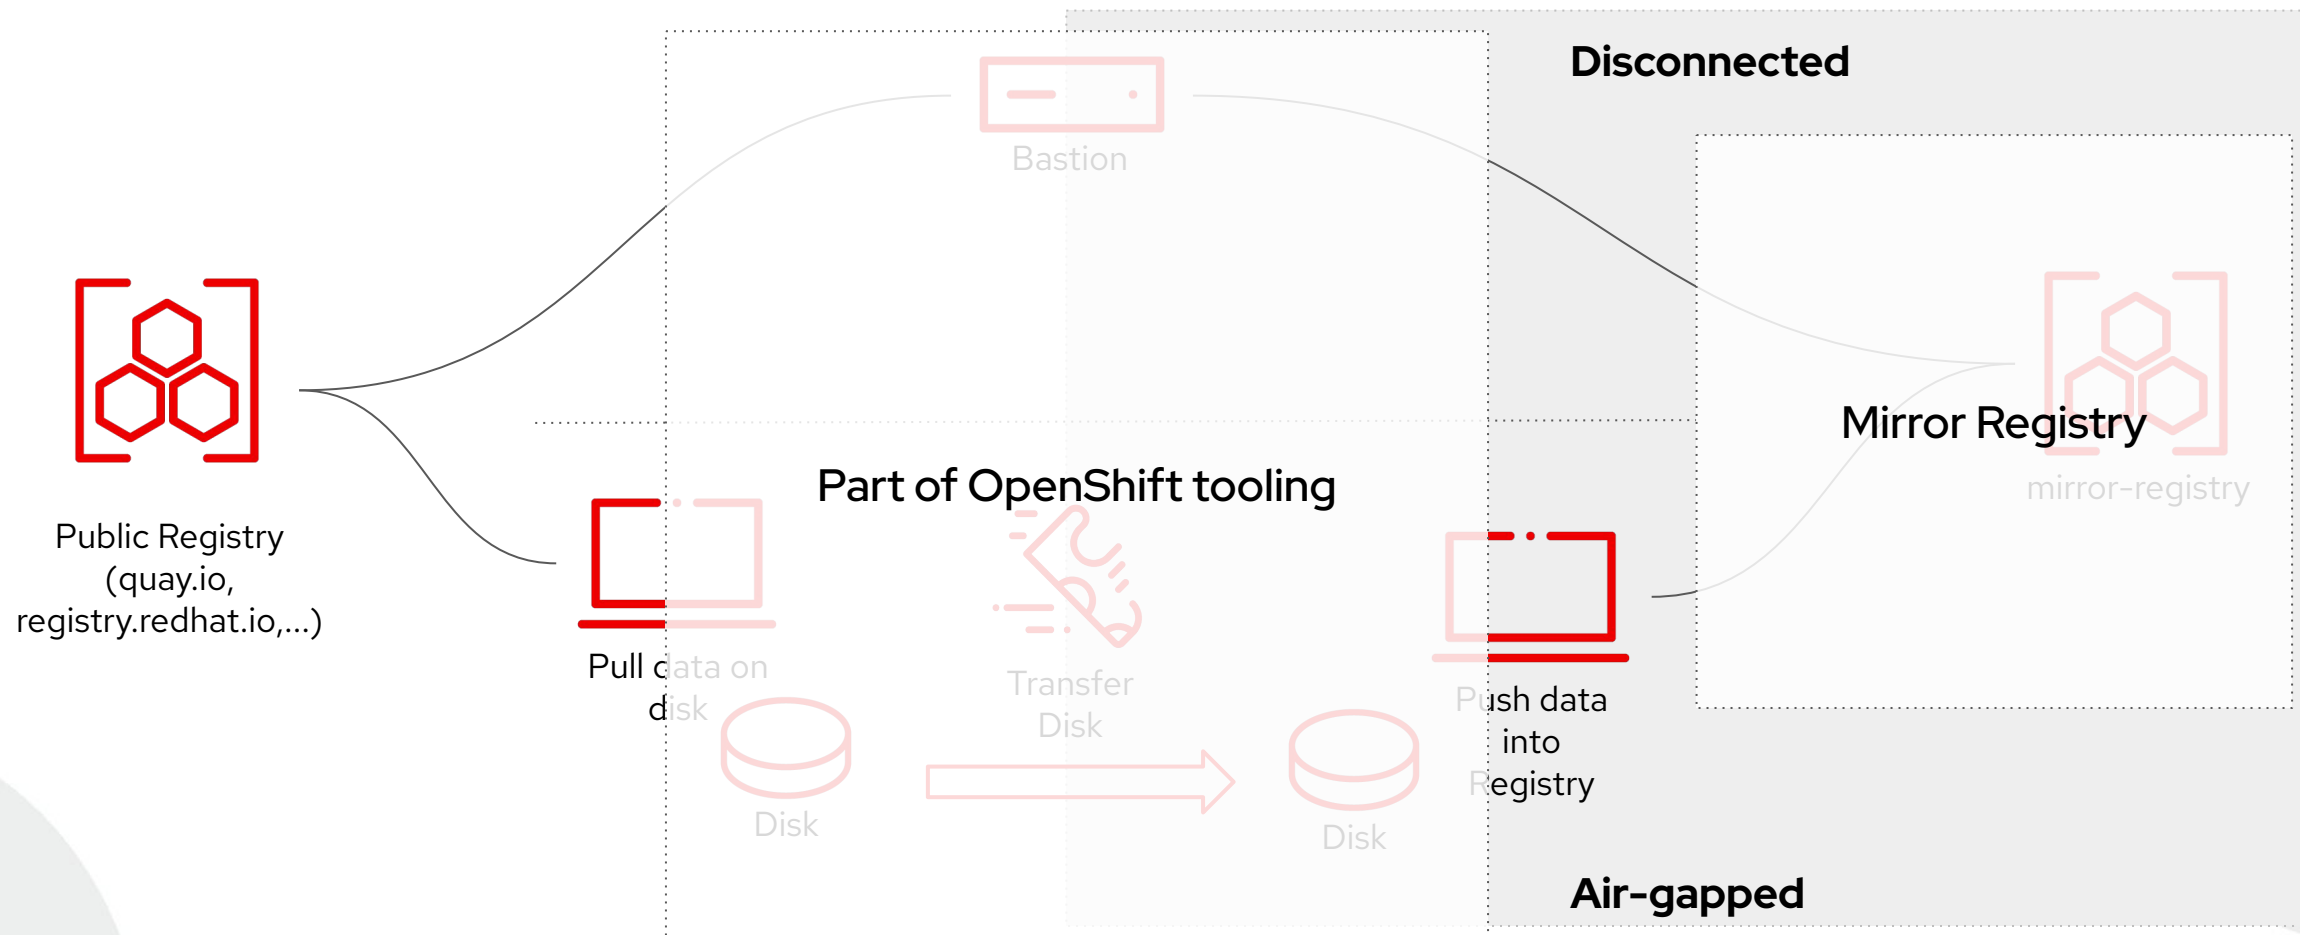 Disconnected
Bastion
Mirror Registry
mirror-registry
Part of OpenShift tooling
Public Registry
(quay.io,
registry.redhat.io,...)
Pull data on
disk
Transfer
Disk
Push data
into
Registry
Disk
Disk
Air-gapped